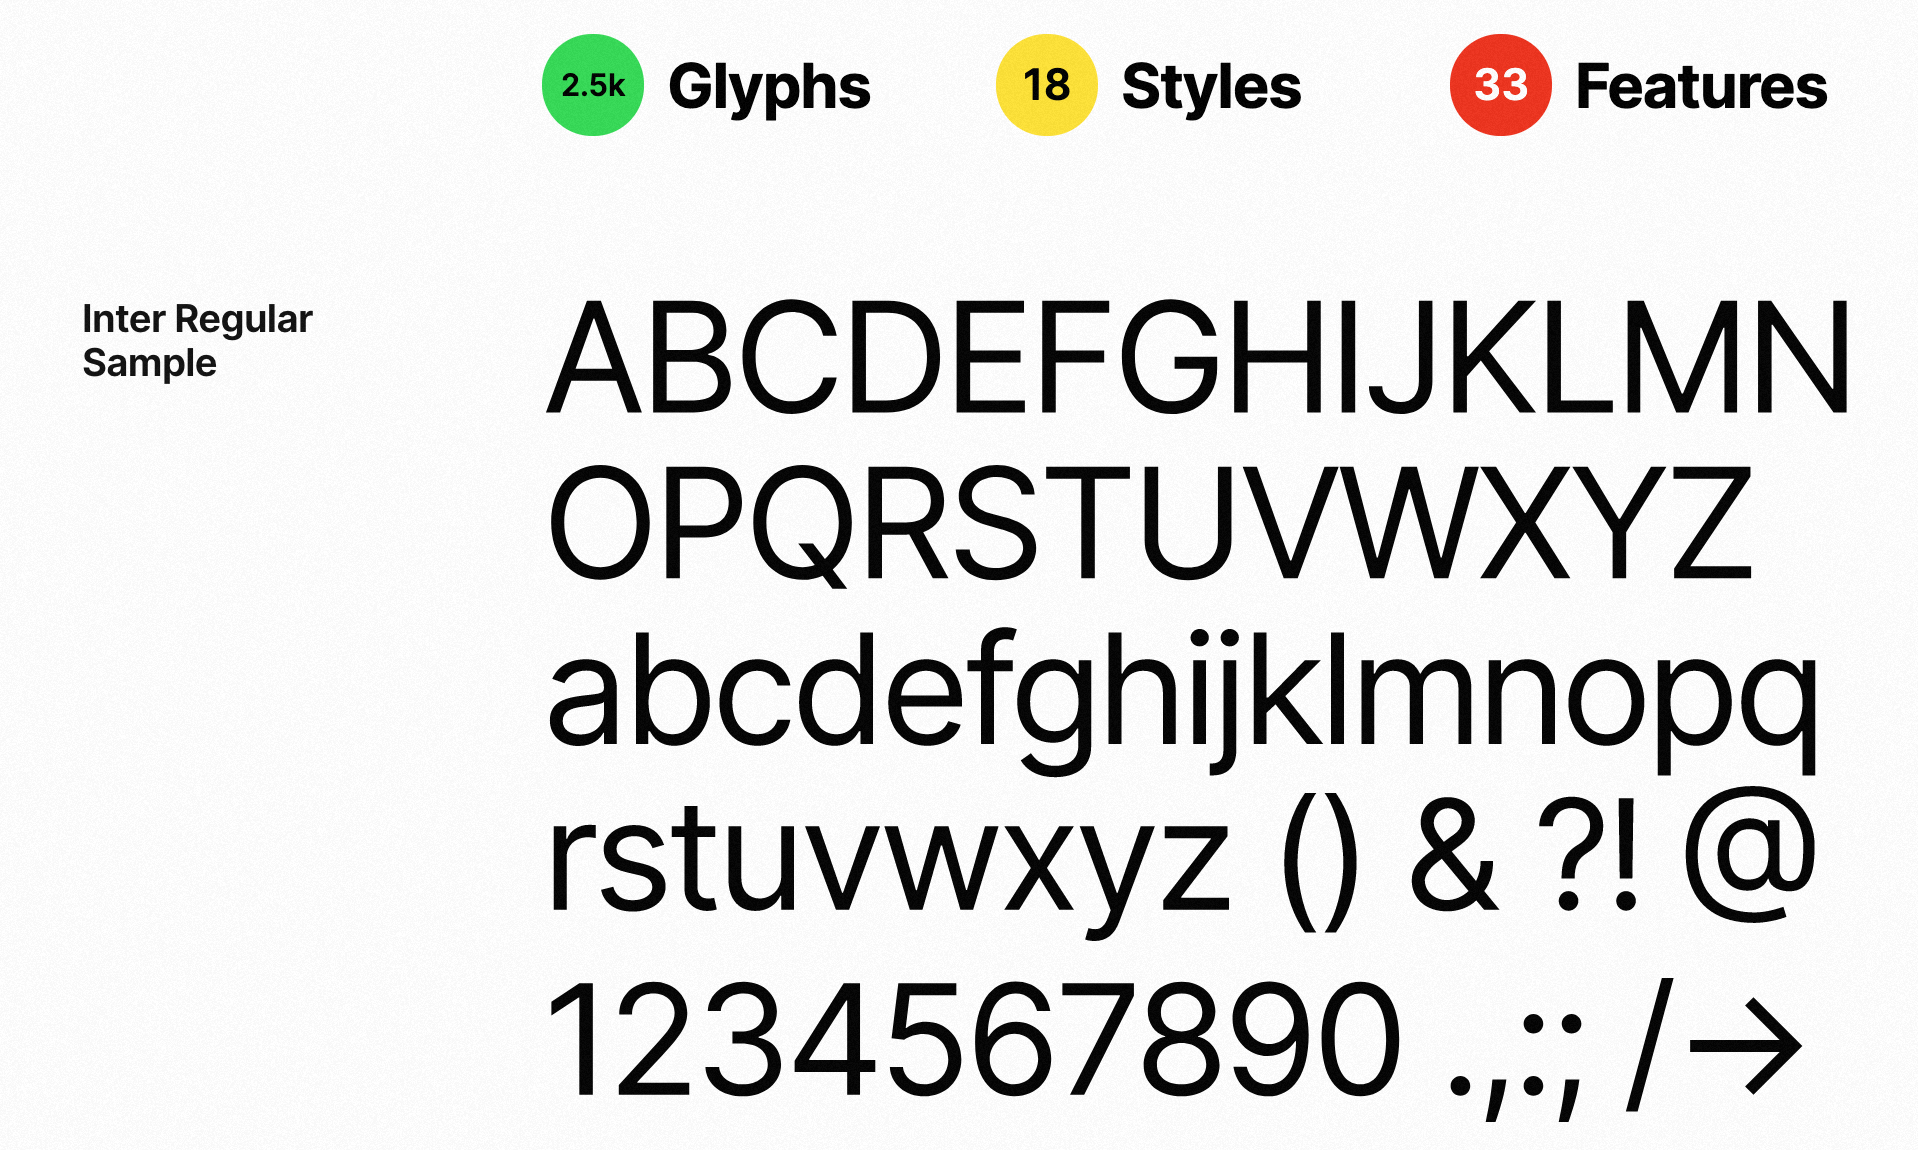 2.5k Glyphs 18 Styles 33 Features
Inter Regular
Sample
ABCDEFGHIJKLMN
OPQRSTUVWXYZ
abcdefghijklmnopq
rstuvwxyz () & ?! @
1234567890 .,:; /→